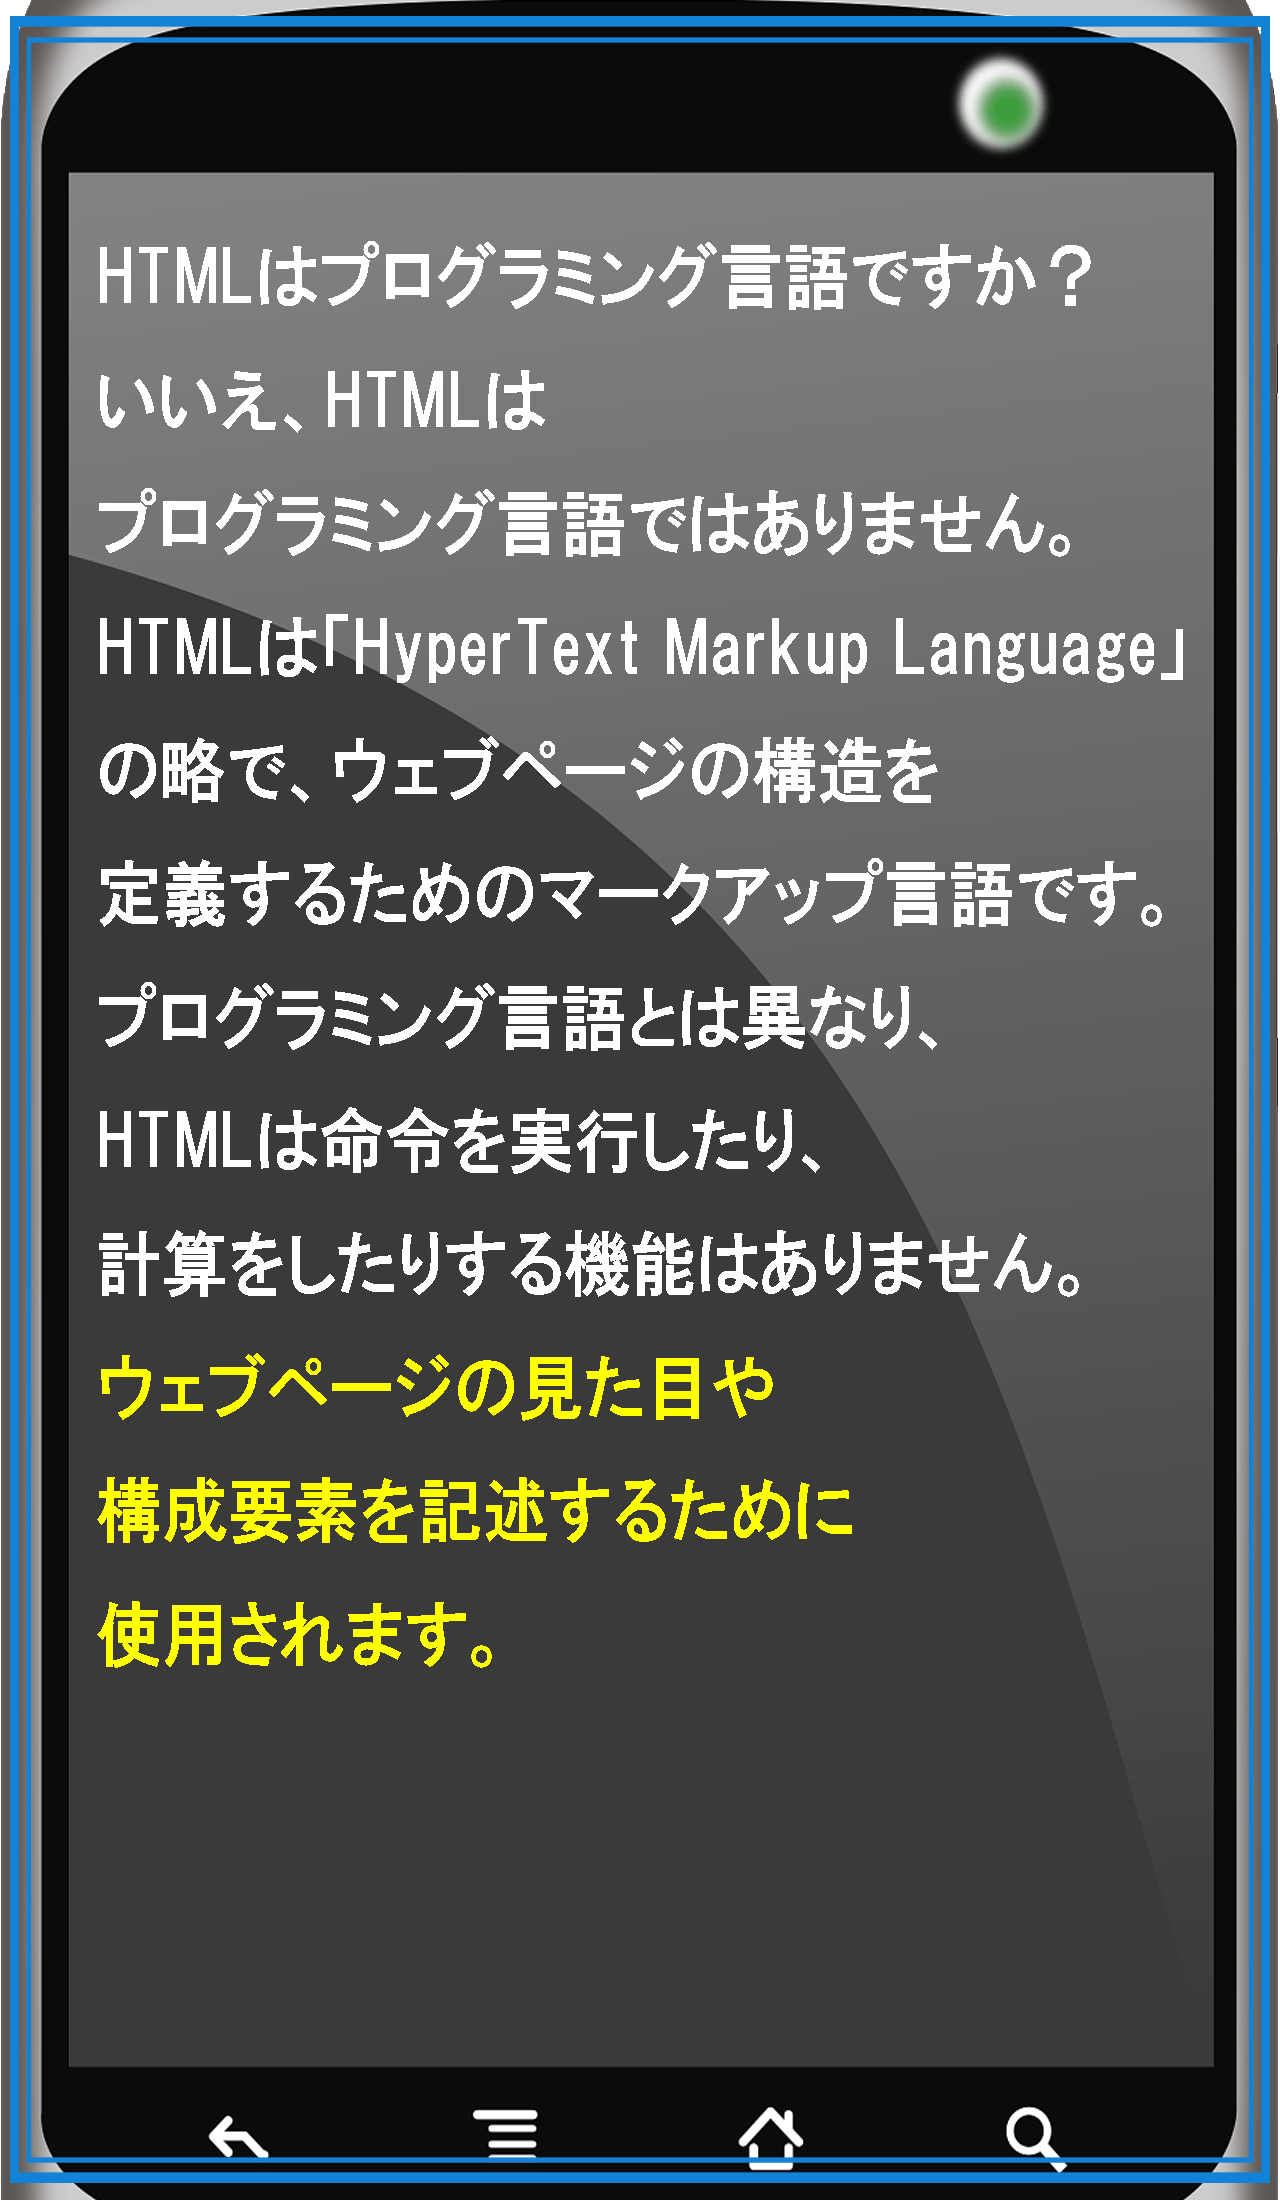 HTMLはプログラミング言語ですか？
いいえ、HTMLは
プログラミング言語ではありません。
HTMLは「HyperText Markup Language」
の略で、ウェブページの構造を
定義するためのマークアップ言語です。
プログラミング言語とは異なり、
HTMLは命令を実行したり、
計算をしたりする機能はありません。
ウェブページの見た目や
構成要素を記述するために
使用されます。